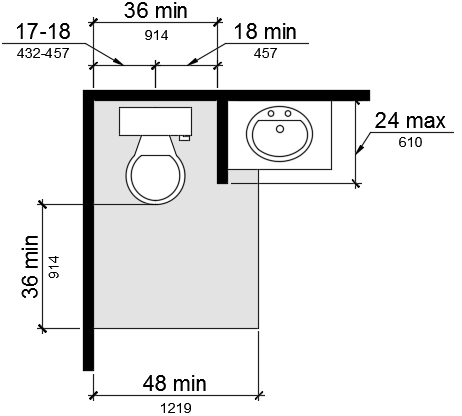 36 min
914
17-18
432-457
18 min
457
24 max
610
36 min
914
48 min
1219